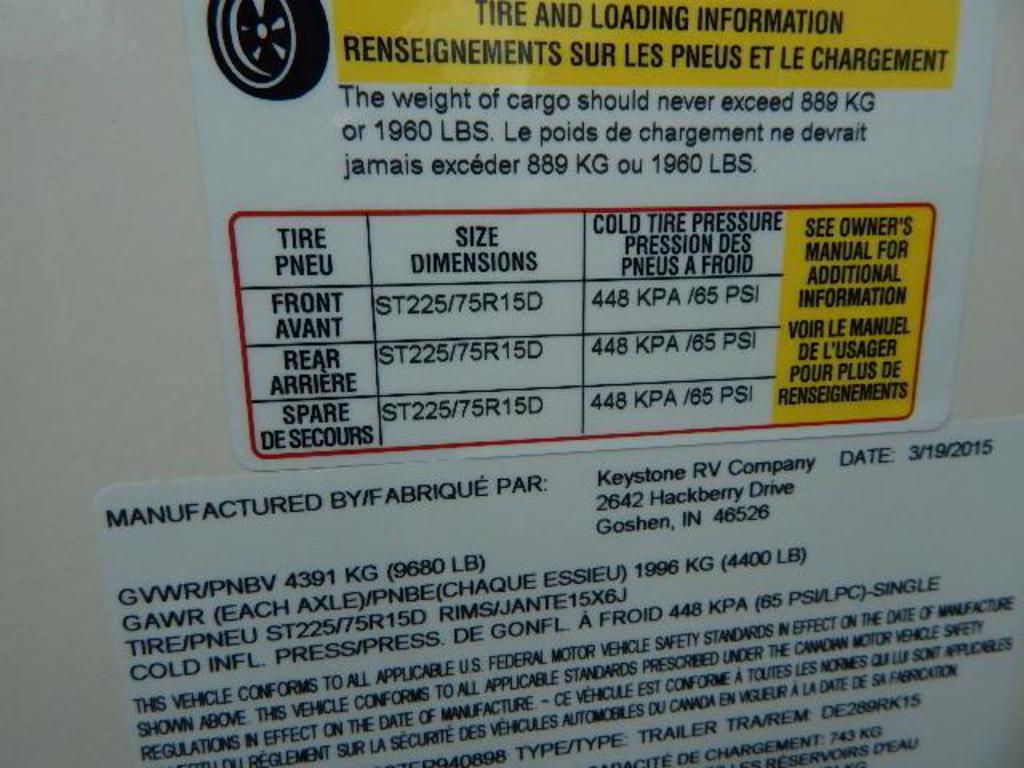 TIRE AND LOADING INFORMATION
RENSEIGNEMENTS SUR LES PNEUS ET LE CHARGEMENT
The weight of cargo should never exceed 889 KG
or 1960 LBS. Le poids de chargement ne devrait
jamais excéder 889 KG ou 1960 LBS.
TIRE
PNEU
SIZE
DIMENSIONS
COLD TIRE PRESSURE
PRESSION DES
PNEUS A FROID
FRONT
AVANT
ST225/75R15D
448 KPA /65 PSI
REAR
ARRIÈRE
ST225/75R15D
448 KPA /65 PSI
SPARE
DE SECOURS
ST225/75R15D
448 KPA /65 PSI
SEE OWNER'S
MANUAL FOR
ADDITIONAL
INFORMATION
VOIR LE MANUEL
DE L'USAGER
POUR PLUS DE
RENSEIGNEMENTS
MANUFACTURED BY/FABRIQUÉ PAR:
Keystone RV Company
2642 Hackberry Drive
Goshen, IN 46526
DATE: 3/19/2015
GVWR/PNBV 4391 KG (9680 LB)
GAWR (EACH AXLE)/PNBE(CHAQUE ESSIEU) 1996 KG (4400 LB)
TIRE/PNEU ST225/75R15D RIMS/JANTE15X6J
COLD INFL. PRESS/PRESS. DE GONFL. À FROID 448 KPA (65 PSI/LPC)-SINGLE
THIS VEHICLE CONFORMS TO ALL APPLICABLE U.S. FEDERAL MOTOR VEHICLE SAFETY STANDARDS IN EFFECT ON THE DATE OF MANUFACTURE
SHOWN ABOVE. THIS VEHICLE CONFORMS TO ALL APPLICABLE STANDARDS PRESCRIBED UNDER THE CANADIAN MOTOR VEHICLE SAFETY
REGULATIONS IN EFFECT ON THE DATE OF MANUFACTURE. - CE VÉHICULE EST CONFORME À TOUTES LES NORMES QUI LUI SONT APPLICABLES
DU RÉGLEMENT SUR LA SÉCURITÉ DES VÉHICULES AUTOMOBILES DU CANADA EN VIGUEUR À LA DATE DE SA FABRICATION
TYPE/TYPE: TRAILER TRA/REM: DE289RK15
DE CHARGEMENT: 743 KG
RÉSERVOIRS D'EAU